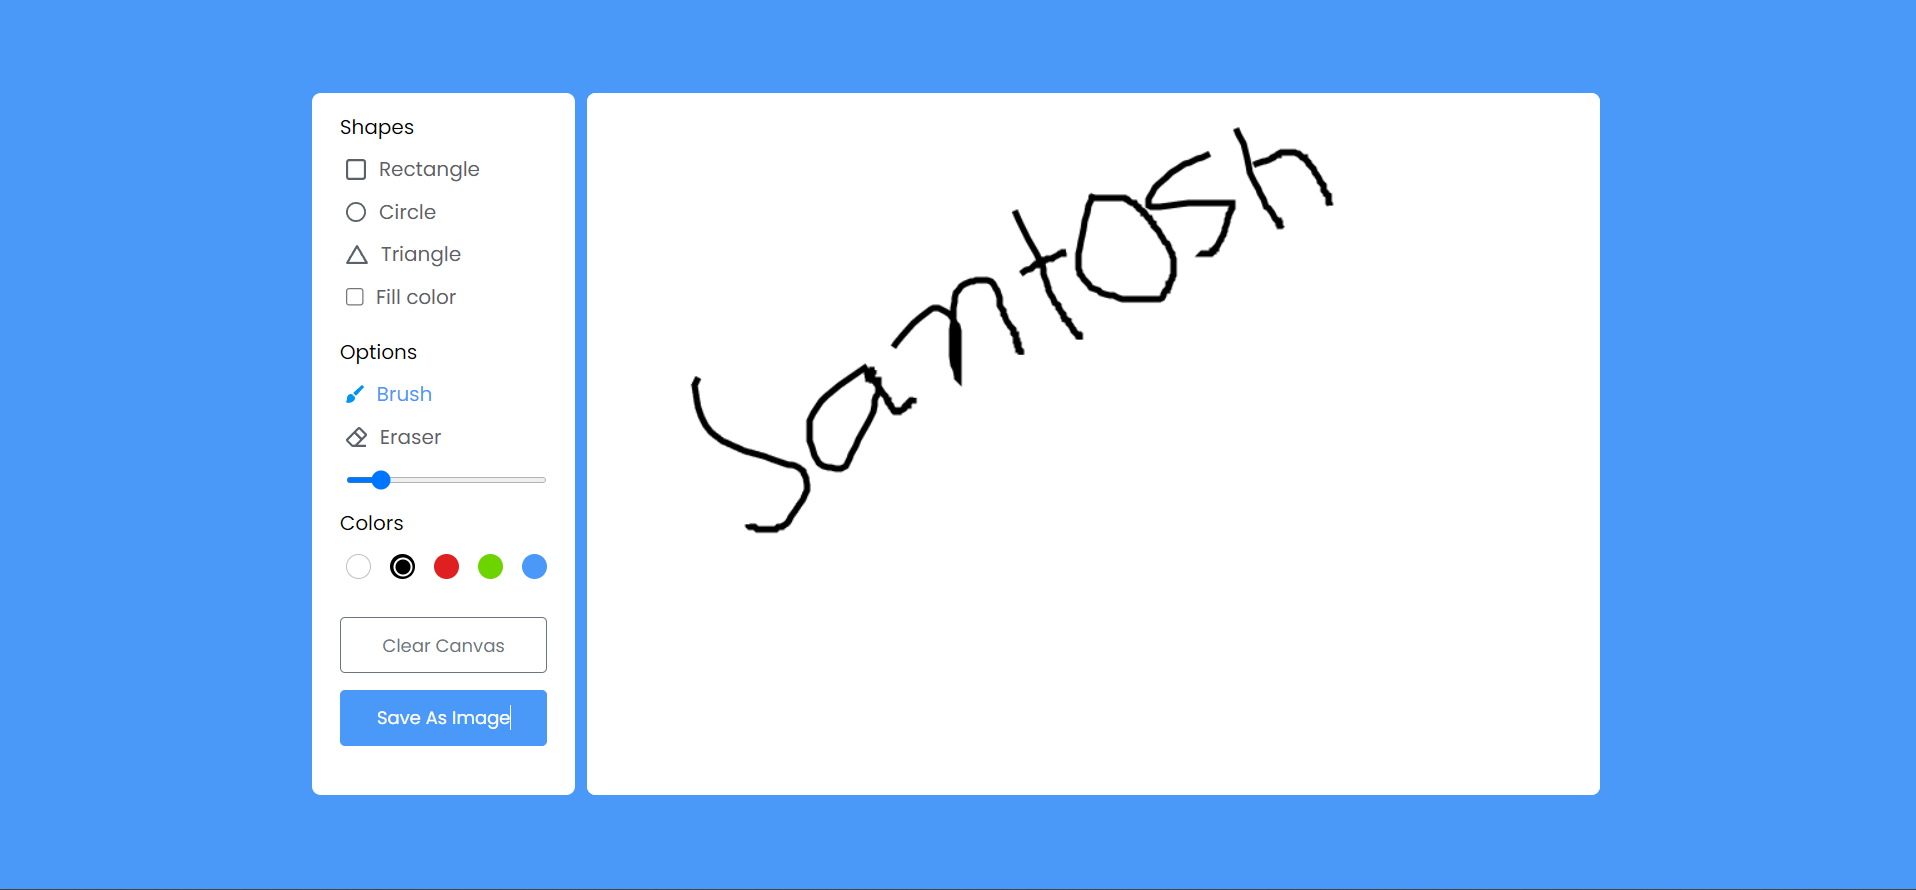 Shapes
Rectangle
Circle
Triangle
Fill color
Options
Brush
Eraser
Colors
Clear Canvas
Save As Image
Santosh